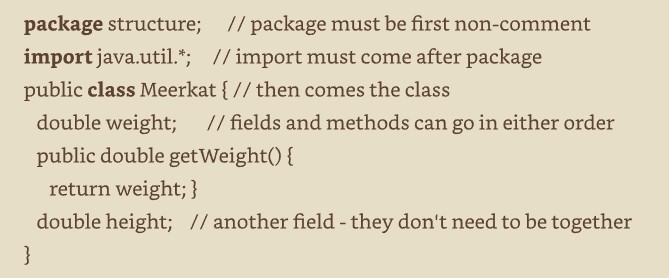 package structure; // package must be first non-comment
import java.util.*; // import must come after package
public class Meerkat { // then comes the class
double weight; // fields and methods can go in either order
public double getWeight() {
return weight; }
double height; // another field - they don't need to be together
}